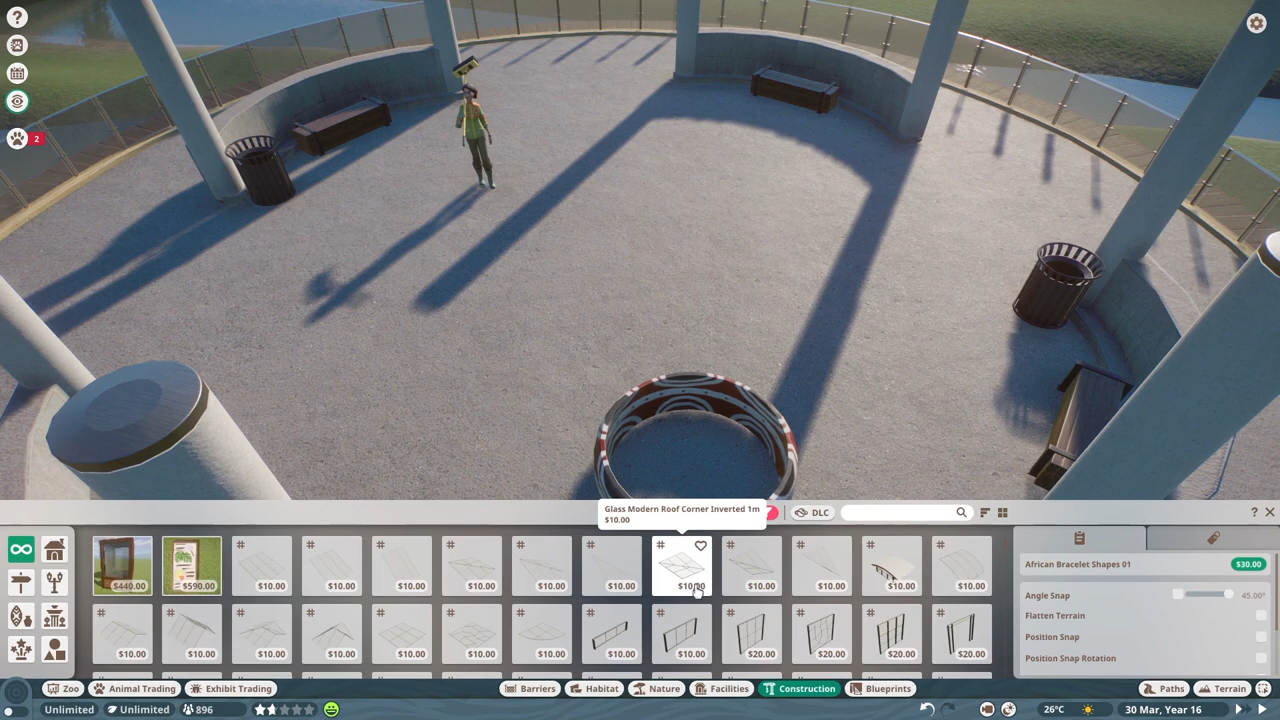 ?
2
Glass Modern Roof Corner Inverted 1m
$10.00
DLC
? ×
$440.00 $590.00 $10.00 $10.00 $10.00 $10.00 $10.00 $10.00 $10.00 $10.00 $10.00 $10.00 $10.00
$10.00 $10.00 $10.00 $10.00 $10.00 $10.00 $10.00 $10.00 $10.00 $20.00 $20.00 $20.00 $20.00
African Bracelet Shapes 01 $30.00
Angle Snap 45.00°
Flatten Terrain
Position Snap
Position Snap Rotation
Zoo Animal Trading Exhibit Trading Barriers Habitat Nature Facilities Construction Blueprints Paths Terrain
Unlimited Unlimited 896 26°C 30 Mar, Year 16